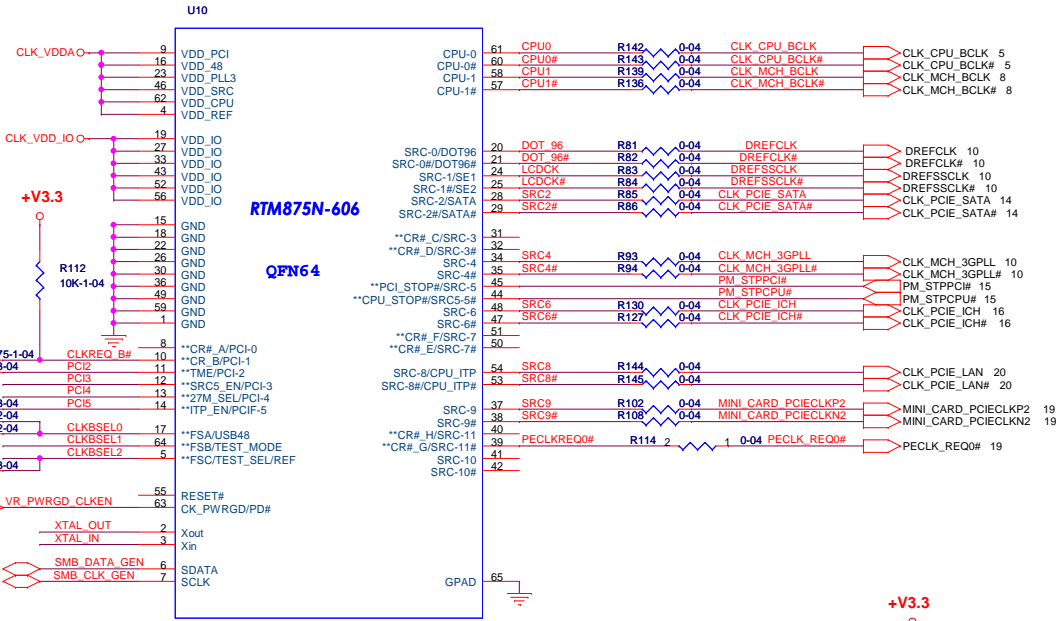 U10
CLK_VDDA 9 VDD_PCI CPU-0 61 CPU0 R142 0-04 CLK_CPU_BCLK CLK_CPU_BCLK 5
16 VDD_48 CPU-0# 60 CPU0# R143 0-04 CLK_CPU_BCLK# CLK_CPU_BCLK# 5
23 VDD_PLL3 CPU-1 58 CPU1 R139 0-04 CLK_MCH_BCLK CLK_MCH_BCLK 8
46 VDD_SRC CPU-1# 57 CPU1# R136 0-04 CLK_MCH_BCLK# CLK_MCH_BCLK# 8
62 VDD_CPU
4 VDD_REF
CLK_VDD_IO 19 VDD_IO
27 VDD_IO SRC-0/DOT96 20 DOT_96 R81 0-04 DREFCLK DREFCLK 10
33 VDD_IO SRC-0#/DOT96# 21 DOT_96# R82 0-04 DREFCLK# DREFCLK# 10
43 VDD_IO SRC-1/SE1 24 LCDCK R83 0-04 DREFSSCLK DREFSSCLK 10
52 VDD_IO SRC-1#/SE2 25 LCDCK# R84 0-04 DREFSSCLK# DREFSSCLK# 10
56 VDD_IO SRC-2/SATA 28 SRC2 R85 0-04 CLK_PCIE_SATA CLK_PCIE_SATA 14
SRC-2#/SATA# 29 SRC2# R86 0-04 CLK_PCIE_SATA# CLK_PCIE_SATA# 14
+V3.3
RTM875N-606
15 GND
18 GND **CR#_C/SRC-3 31
22 GND **CR#_D/SRC-3# 32
26 GND SRC-4 34 SRC4 R93 0-04 CLK_MCH_3GPLL CLK_MCH_3GPLL 10
30 GND SRC-4# 35 SRC4# R94 0-04 CLK_MCH_3GPLL# CLK_MCH_3GPLL# 10
R112
10K-1-04
QFN64
36 GND **PCI_STOP#/SRC-5 45 PM_STPPCI# PM_STPPCI# 15
49 GND **CPU_STOP#/SRC5-5# 44 PM_STPCPU# PM_STPCPU# 15
59 GND SRC-6 48 SRC6 R130 0-04 CLK_PCIE_ICH CLK_PCIE_ICH 16
1 GND SRC-6# 47 SRC6# R127 0-04 CLK_PCIE_ICH# CLK_PCIE_ICH# 16
**CR#_F/SRC-7 51
8 **CR#_A/PCI-0 **CR#_E/SRC-7# 50
75-1-04 CLKREQ_B# 10 **CR_B/PCI-1
-04 PCI2 11 **TME/PCI-2 SRC-8/CPU_ITP 54 SRC8 R144 0-04 CLK_PCIE_LAN 20
PCI3 12 **SRC5_EN/PCI-3 SRC-8#/CPU_ITP# 53 SRC8# R145 0-04 CLK_PCIE_LAN# 20
PCI4 13 **27M_SEL/PCI-4
PCI5 14 **ITP_EN/PCIF-5 SRC-9 37 SRC9 R102 0-04 MINI_CARD_PCIECLKP2 MINI_CARD_PCIECLKP2 19
SRC-9# 38 SRC9# R108 0-04 MINI_CARD_PCIECLKN2 MINI_CARD_PCIECLKN2 19
CLKBSEL0 17 **FSA/USB48 **CR#_H/SRC-11 40
CLKBSEL1 64 **FSB/TEST_MODE **CR#_G/SRC-11# 39 PECLKREQ0# R114 2 1 0-04 PECLK_REQ0# PECLK_REQ0# 19
CLKBSEL2 5 **FSC/TEST_SEL/REF SRC-10 41
SRC-10# 42
55 RESET#
VR_PWRGD_CLKEN 63 CK_PWRGD/PD#
XTAL_OUT 2 Xout
XTAL_IN 3 Xin
SMB_DATA_GEN 6 SDATA
SMB_CLK_GEN 7 SCLK GPAD 65
+V3.3